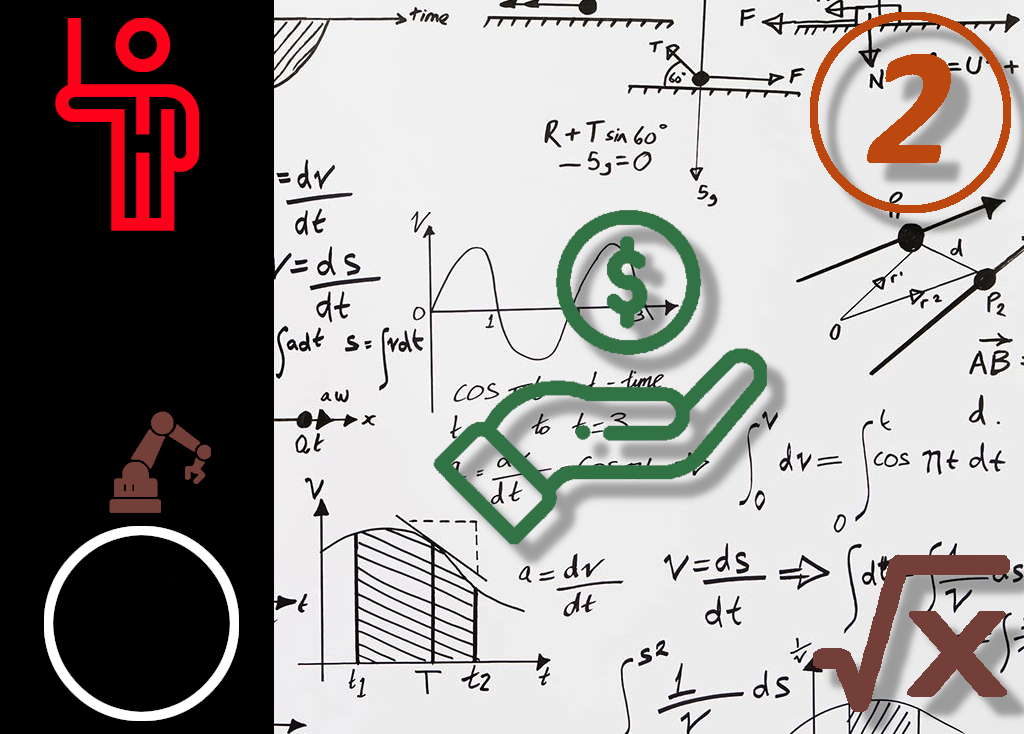 time
F
T R
60°
F
N
2
= U
+
R + T sin 60°
− 5g = 0
5g
= dv
dt
V = ds
dt
∫adt s = ∫vdt
V
0
1
3
$
d
r'
r²
P2
0
AB =
d.
cos
t - time
t
to t = 3
aw
x
Qt
dt
∫ dv = ∫ cos πt dt
V
0
t
0
V
t1 T t2 t
t
a = dv
dt
V = ds
dt
⇒
√x
s²
1
v
ds
1
v